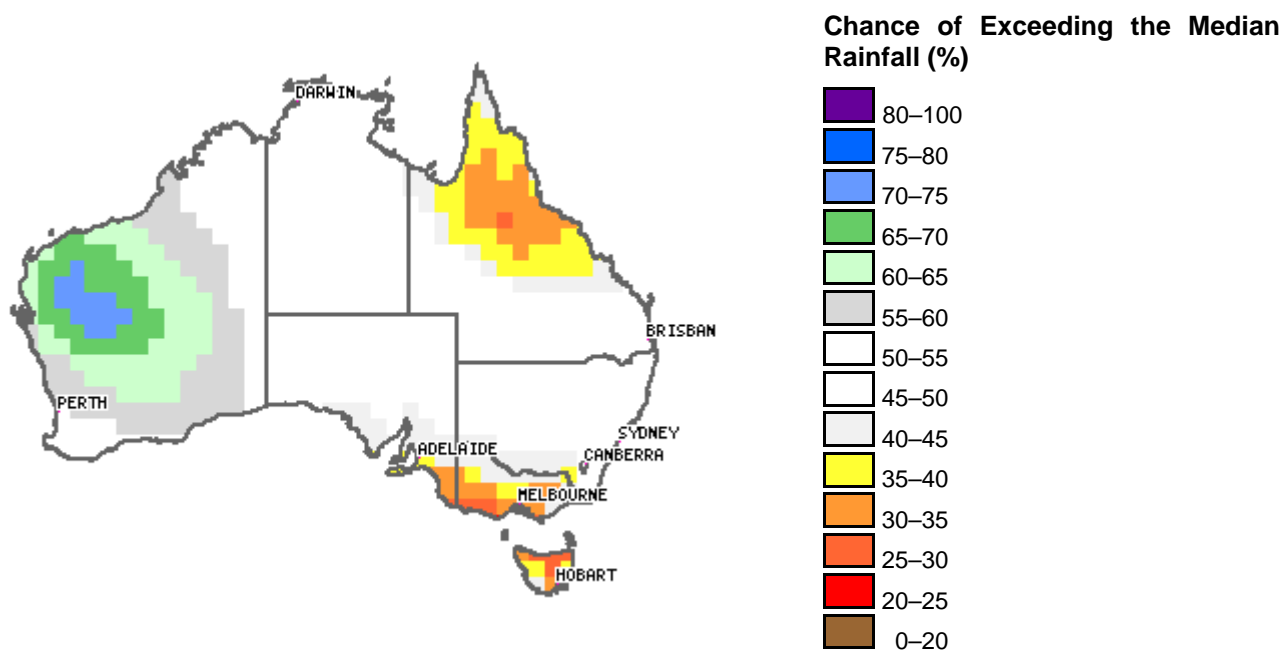 Chance of Exceeding the Median
Rainfall (%)
DARWIN
80–100
75–80
70–75
65–70
60–65
55–60
BRISBAN
50–55
PERTH
45–50
SYDNEY
40–45
ADELAIDE
CANBERRA
35–40
MELBOURNE
30–35
25–30
HOBART
20–25
0–20